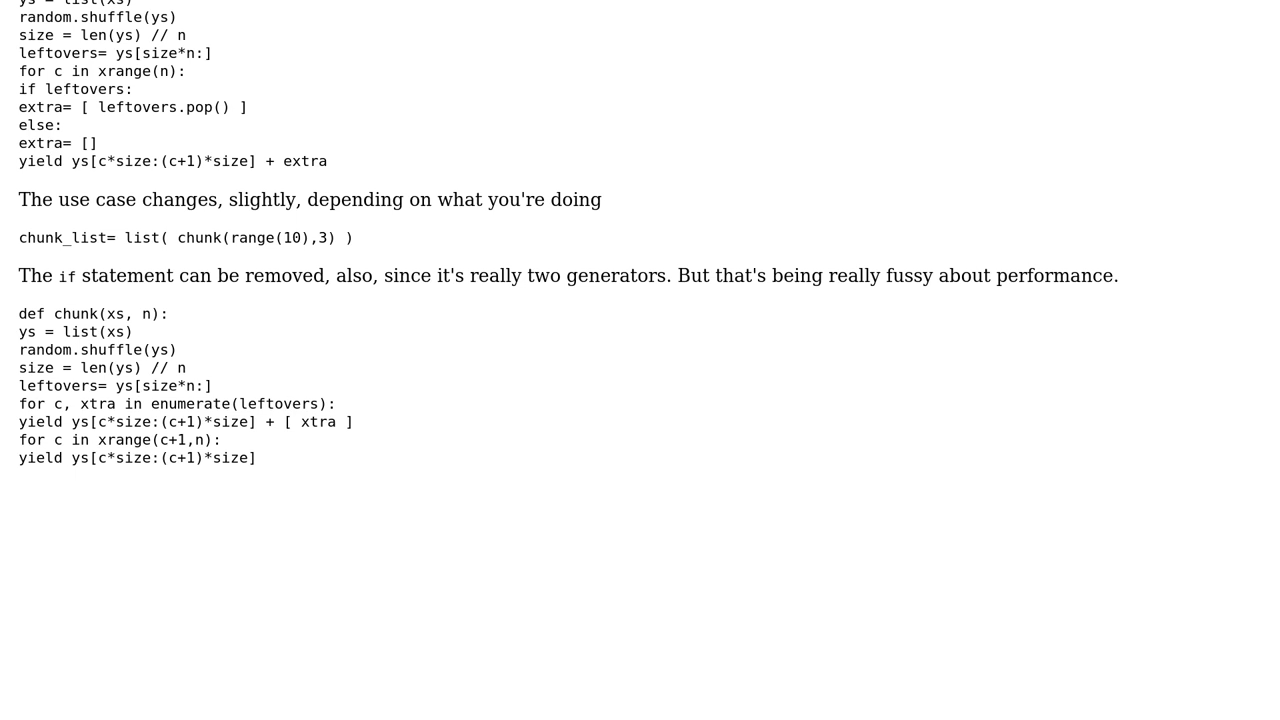 ys = list(xs)
random.shuffle(ys)
size = len(ys) // n
leftovers= ys[size*n:]
for c in xrange(n):
if leftovers:
extra= [ leftovers.pop() ]
else:
extra= []
yield ys[c*size:(c+1)*size] + extra
The use case changes, slightly, depending on what you're doing
chunk_list= list( chunk(range(10),3) )
The if statement can be removed, also, since it's really two generators. But that's being really fussy about performance.
def chunk(xs, n):
ys = list(xs)
random.shuffle(ys)
size = len(ys) // n
leftovers= ys[size*n:]
for c, xtra in enumerate(leftovers):
yield ys[c*size:(c+1)*size] + [ xtra ]
for c in xrange(c+1,n):
yield ys[c*size:(c+1)*size]